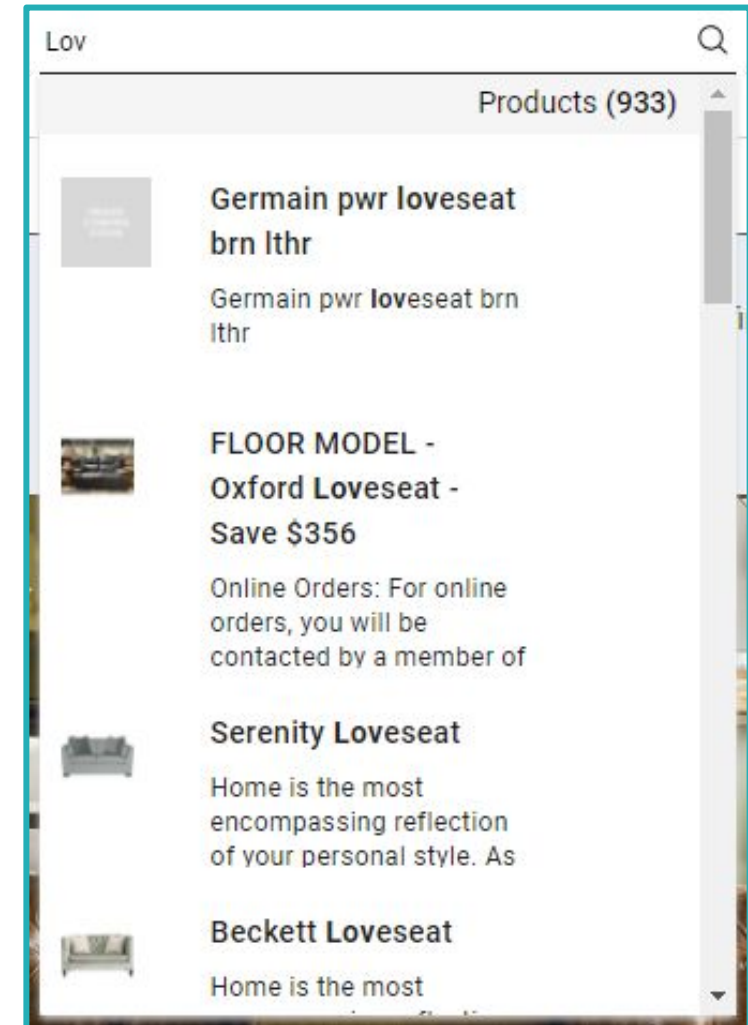 Lov
Products (933)
Germain pwr loveseat
brn lthr
Germain pwr loveseat brn
lthr
FLOOR MODEL -
Oxford Loveseat -
Save $356
Online Orders: For online
orders, you will be
contacted by a member of
Serenity Loveseat
Home is the most
encompassing reflection
of your personal style. As
Beckett Loveseat
Home is the most